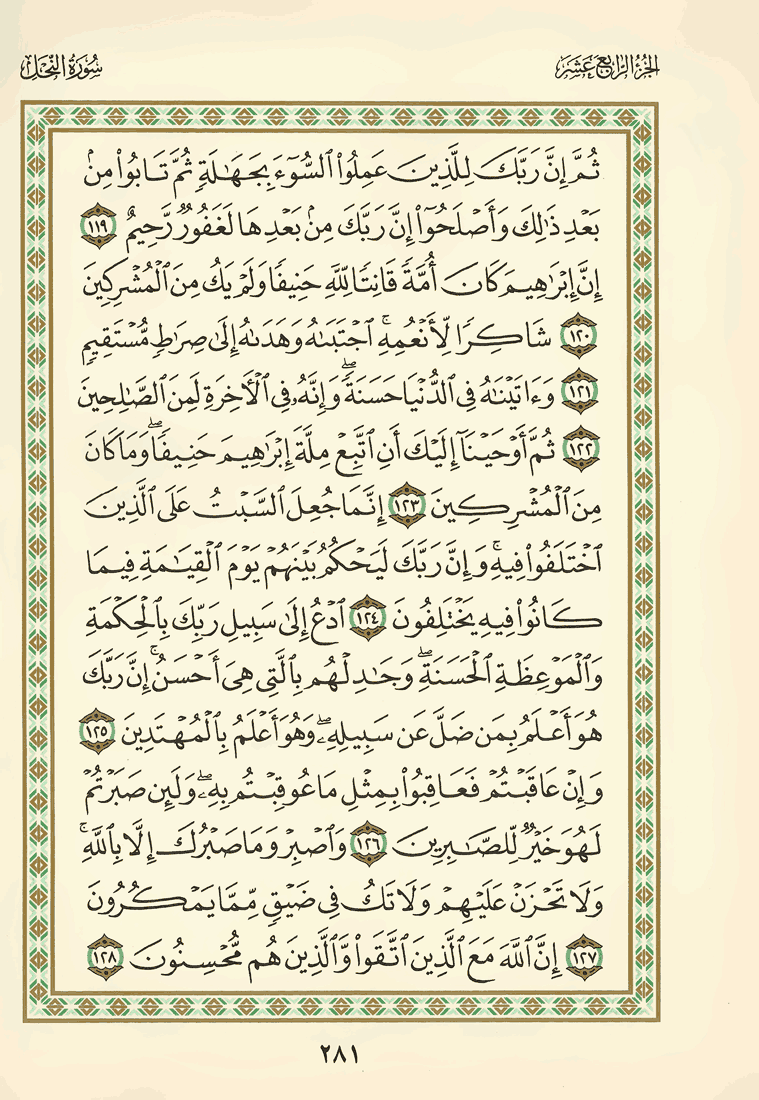 الجزء الرابع عشر
سورة النحل
ثُمَّ إِنَّ رَبَّكَ لِلَّذِينَ عَمِلُوا۟ ٱلسُّوٓءَ بِجَهَـٰلَةٍ ثُمَّ تَابُوا۟ مِنۢ
بَعْدِ ذَٰلِكَ وَأَصْلَحُوٓا۟ إِنَّ رَبَّكَ مِنۢ بَعْدِهَا لَغَفُورٌ رَّحِيمٌ ١١٩
إِنَّ إِبْرَٰهِيمَ كَانَ أُمَّةً قَانِتًا لِّلَّهِ حَنِيفًا وَلَمْ يَكُ مِنَ ٱلْمُشْرِكِينَ
١٢٠ شَاكِرًا لِّأَنْعُمِهِ ۚ ٱجْتَبَىٰهُ وَهَدَىٰهُ إِلَىٰ صِرَٰطٍ مُّسْتَقِيمٍ
١٢١ وَءَاتَيْنَـٰهُ فِى ٱلدُّنْيَا حَسَنَةً ۖ وَإِنَّهُۥ فِى ٱلْـَٔاخِرَةِ لَمِنَ ٱلصَّـٰلِحِينَ
١٢٢ ثُمَّ أَوْحَيْنَآ إِلَيْكَ أَنِ ٱتَّبِعْ مِلَّةَ إِبْرَٰهِيمَ حَنِيفًا ۖ وَمَا كَانَ
مِنَ ٱلْمُشْرِكِينَ ١٢٣ إِنَّمَا جُعِلَ ٱلسَّبْتُ عَلَى ٱلَّذِينَ
ٱخْتَلَفُوا۟ فِيهِ ۚ وَإِنَّ رَبَّكَ لَيَحْكُمُ بَيْنَهُمْ يَوْمَ ٱلْقِيَـٰمَةِ فِيمَا
كَانُوا۟ فِيهِ يَخْتَلِفُونَ ١٢٤ ٱدْعُ إِلَىٰ سَبِيلِ رَبِّكَ بِٱلْحِكْمَةِ
وَٱلْمَوْعِظَةِ ٱلْحَسَنَةِ ۖ وَجَـٰدِلْهُم بِٱلَّتِى هِىَ أَحْسَنُ ۚ إِنَّ رَبَّكَ
هُوَ أَعْلَمُ بِمَن ضَلَّ عَن سَبِيلِهِۦ ۖ وَهُوَ أَعْلَمُ بِٱلْمُهْتَدِينَ ١٢٥
وَإِنْ عَاقَبْتُمْ فَعَاقِبُوا۟ بِمِثْلِ مَا عُوقِبْتُم بِهِۦ ۖ وَلَئِن صَبَرْتُمْ
لَهُوَ خَيْرٌ لِّلصَّـٰبِرِينَ ١٢٦ وَٱصْبِرْ وَمَا صَبْرُكَ إِلَّا بِٱللَّهِ ۚ
وَلَا تَحْزَنْ عَلَيْهِمْ وَلَا تَكُ فِى ضَيْقٍ مِّمَّا يَمْكُرُونَ
١٢٧ إِنَّ ٱللَّهَ مَعَ ٱلَّذِينَ ٱتَّقَوا۟ وَّٱلَّذِينَ هُم مُّحْسِنُونَ ١٢٨
٢٨١